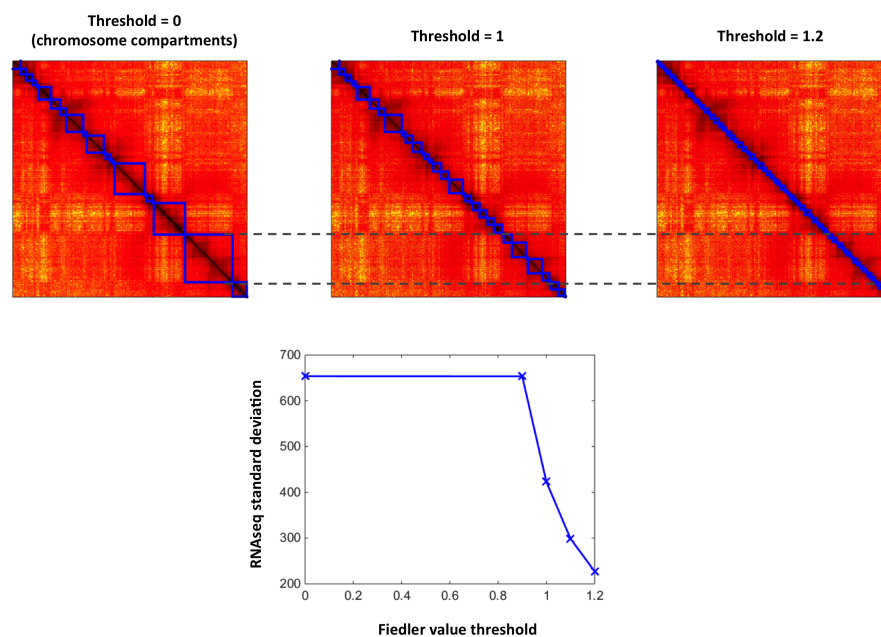 Threshold = 0
(chromosome compartments)
Threshold = 1
Threshold = 1.2
700
600
500
400
300
200
RNAseq standard deviation
0
0.2
0.4
0.6
0.8
1
1.2
Fiedler value threshold